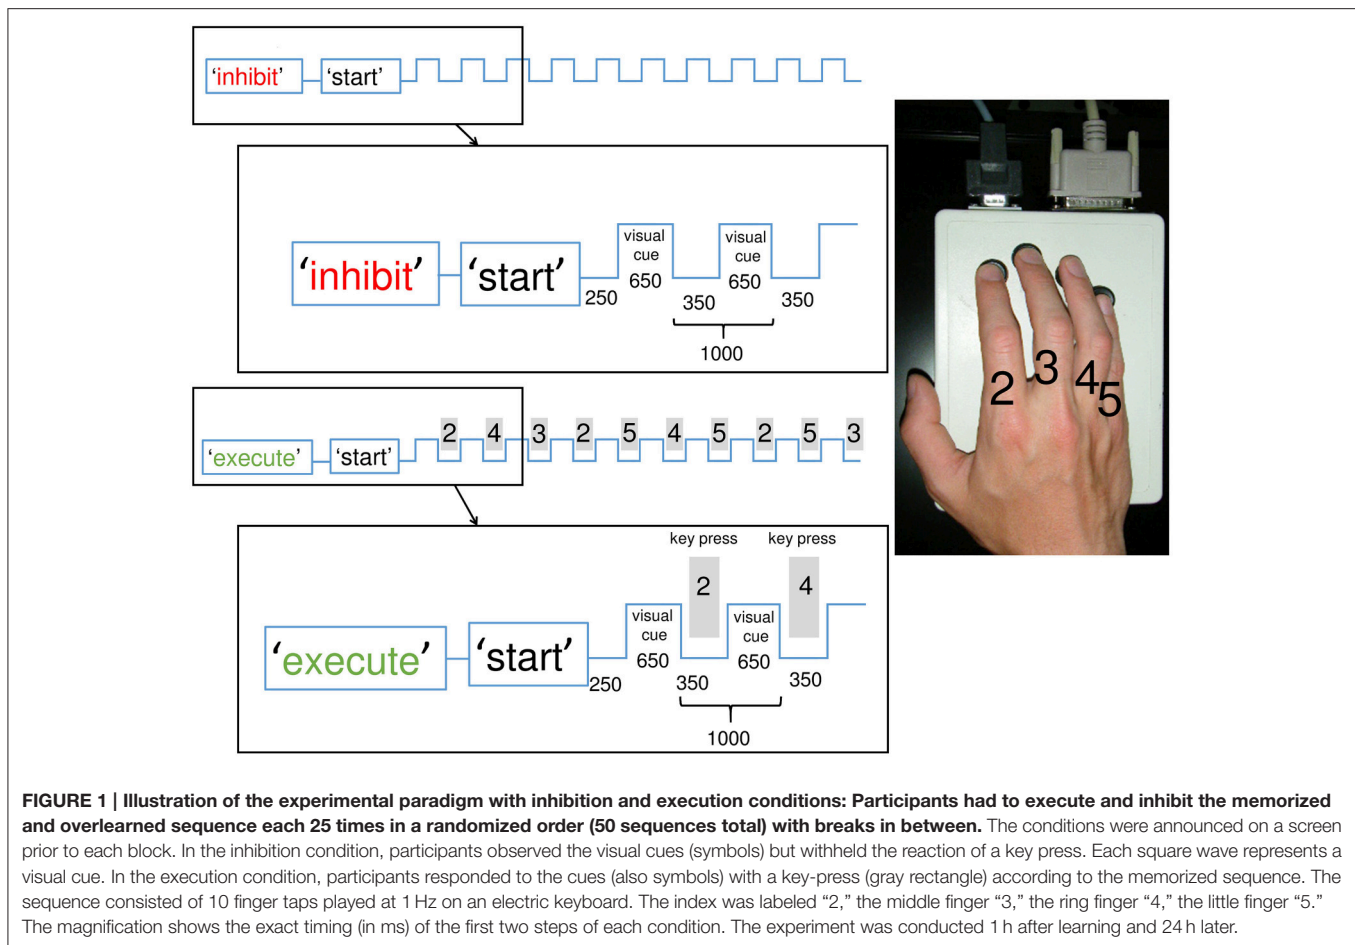 'inhibit' 'start'
'inhibit' 'start'
visual cue 650
visual cue 650
250 350 350
1000
2 3 4 5
'execute' 'start'
2 4 3 2 5 4 5 2 5 3
key press key press
2 4
'execute' 'start'
visual cue 650
visual cue 650
250 350 350
1000
FIGURE 1 | Illustration of the experimental paradigm with inhibition and execution conditions: Participants had to execute and inhibit the memorized
and overlearned sequence each 25 times in a randomized order (50 sequences total) with breaks in between. The conditions were announced on a screen
prior to each block. In the inhibition condition, participants observed the visual cues (symbols) but withheld the reaction of a key press. Each square wave represents a
visual cue. In the execution condition, participants responded to the cues (also symbols) with a key-press (gray rectangle) according to the memorized sequence. The
sequence consisted of 10 finger taps played at 1 Hz on an electric keyboard. The index was labeled “2,” the middle finger “3,” the ring finger “4,” the little finger “5.”
The magnification shows the exact timing (in ms) of the first two steps of each condition. The experiment was conducted 1 h after learning and 24 h later.